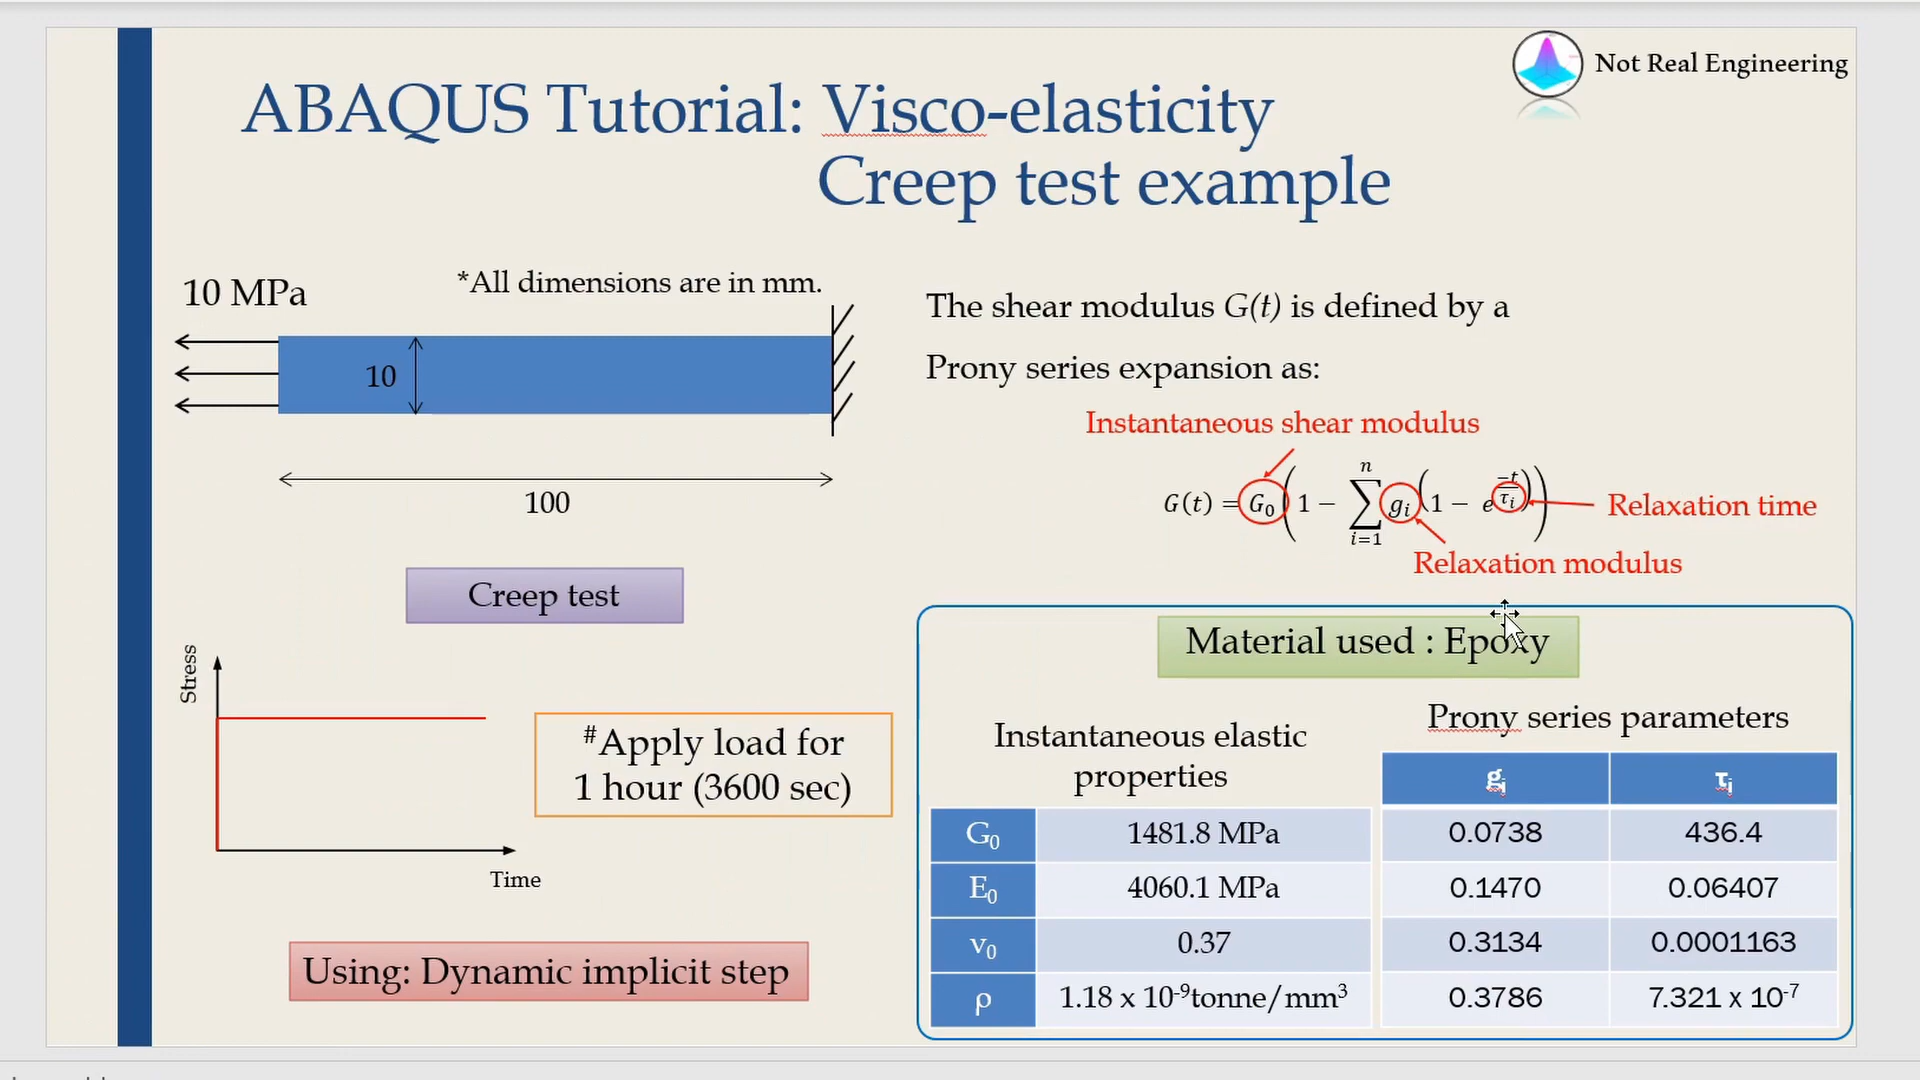 Not Real Engineering
ABAQUS Tutorial: Visco-elasticity
Creep test example
10 MPa
*All dimensions are in mm.
10
100
Creep test
Stress
Time
#Apply load for
1 hour (3600 sec)
Using: Dynamic implicit step
The shear modulus G(t) is defined by a
Prony series expansion as:
Instantaneous shear modulus
G(t) = G₀(1 − ∑ᵢ₌₁ⁿ gᵢ(1 − e^(−t/τᵢ)))
Relaxation time
Relaxation modulus
Material used : Epoxy
Instantaneous elastic
properties
G₀ 1481.8 MPa
E₀ 4060.1 MPa
ν₀ 0.37
ρ 1.18 x 10⁻⁹tonne/mm³
Prony series parameters
gᵢ τᵢ
0.0738 436.4
0.1470 0.06407
0.3134 0.0001163
0.3786 7.321 x 10⁻⁷